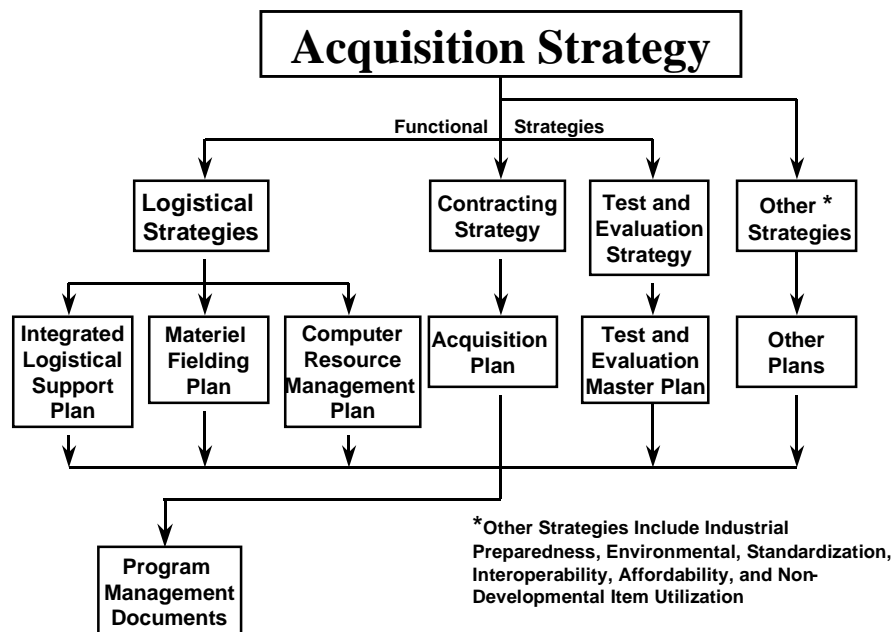 Acquisition Strategy
Functional Strategies
Logistical
Strategies
Contracting
Strategy
Test and
Evaluation
Strategy
Other *
Strategies
Integrated
Logistical
Support
Plan
Materiel
Fielding
Plan
Computer
Resource
Management
Plan
Acquisition
Plan
Test and
Evaluation
Master Plan
Other
Plans
Program
Management
Documents
*Other Strategies Include Industrial
Preparedness, Environmental, Standardization,
Interoperability, Affordability, and Non-
Developmental Item Utilization